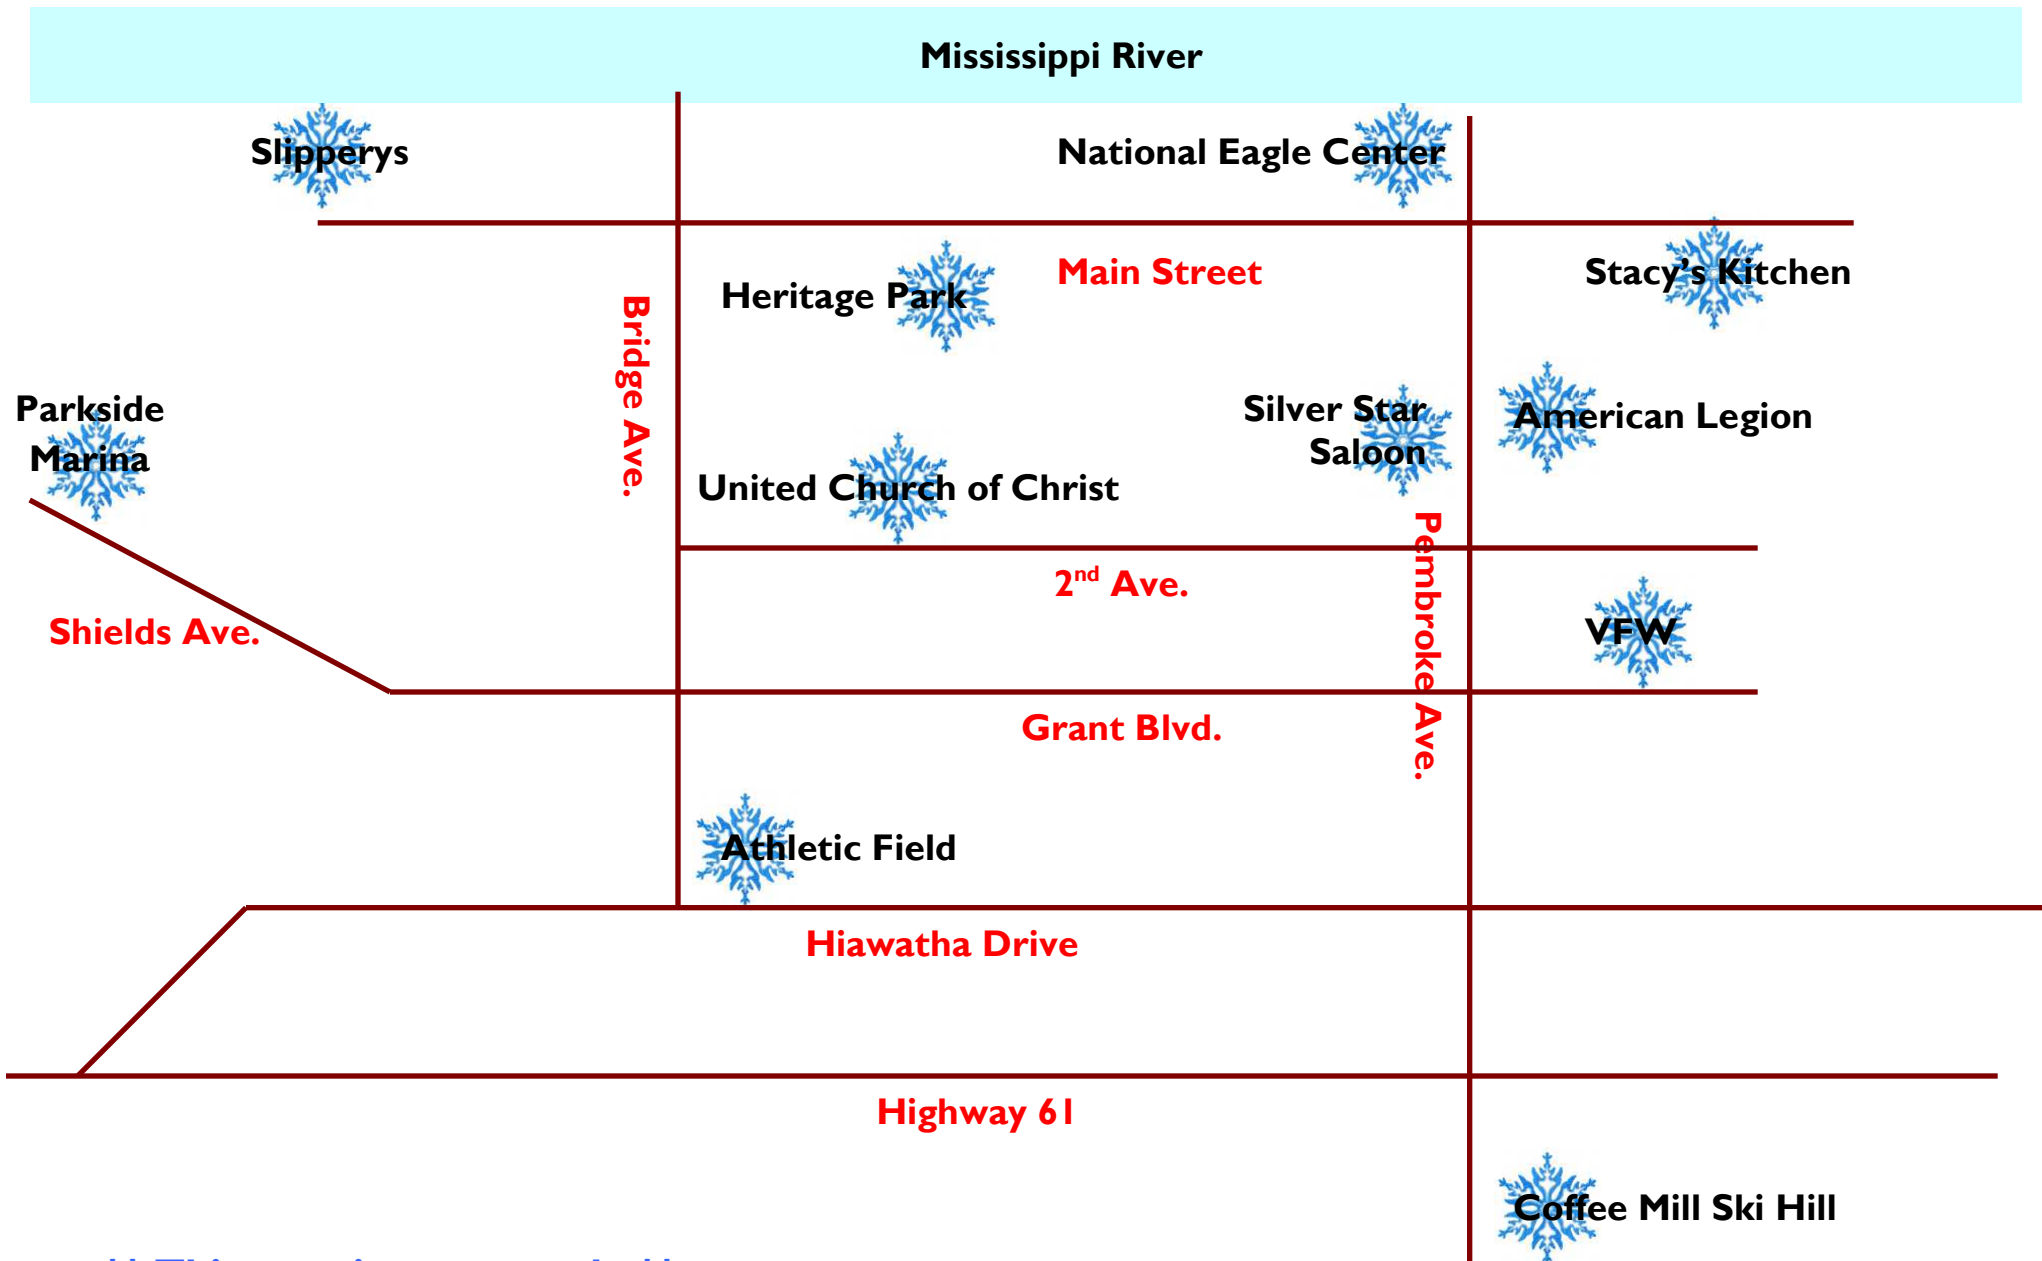 Mississippi River
Slipperys
National Eagle Center
Heritage Park
Main Street
Stacy's Kitchen
Bridge Ave.
Parkside
Marina
Silver Star
Saloon
American Legion
United Church of Christ
Pembroke Ave.
2nd Ave.
Shields Ave.
VFW
Grant Blvd.
Athletic Field
Hiawatha Drive
Highway 61
Coffee Mill Ski Hill